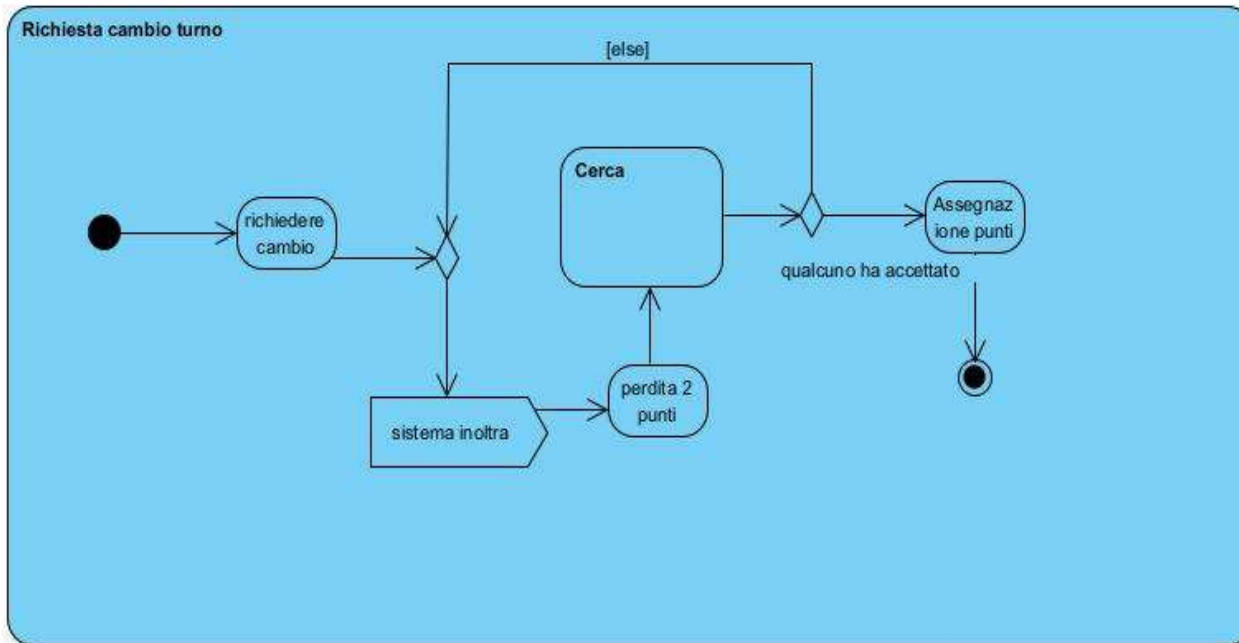 Richiesta cambio turno
[else]
Cerca
richiedere
cambio
Assegnaz
ione punti
qualcuno ha accettato
perdita 2
punti
sistema inoltra